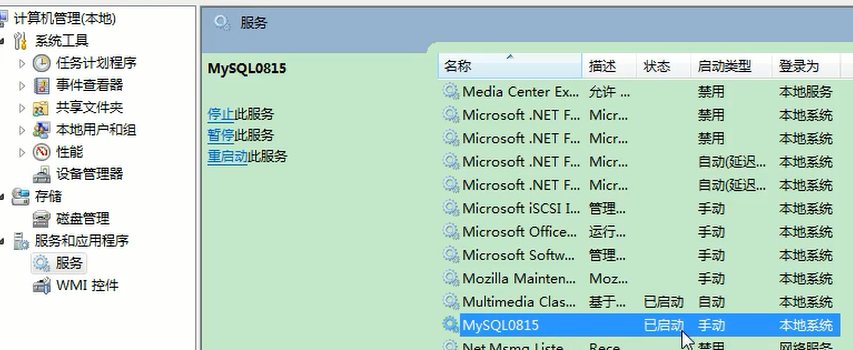 计算机管理(本地)
系统工具
任务计划程序
事件查看器
共享文件夹
本地用户和组
性能
设备管理器
存储
磁盘管理
服务和应用程序
服务
WMI 控件
服务
MySQL0815
停止此服务
暂停此服务
重启动此服务
名称 描述 状态 启动类型 登录为
Media Center Ex... 允许 ... 禁用 本地服务
Microsoft .NET F... Micr... 禁用 本地系统
Microsoft .NET F... Micr... 禁用 本地系统
Microsoft .NET F... Micr... 自动(延迟... 本地系统
Microsoft .NET F... Micr... 自动(延迟... 本地系统
Microsoft iSCSI I... 管理... 手动 本地系统
Microsoft Office... 运行... 手动 本地系统
Microsoft Softw... 管理... 手动 本地系统
Mozilla Mainten... Moz... 手动 本地系统
Multimedia Clas... 基于... 已启动 自动 本地系统
MySQL0815 已启动 手动 本地系统
Net.Msmq Liste... Rece... 禁用 网络服务